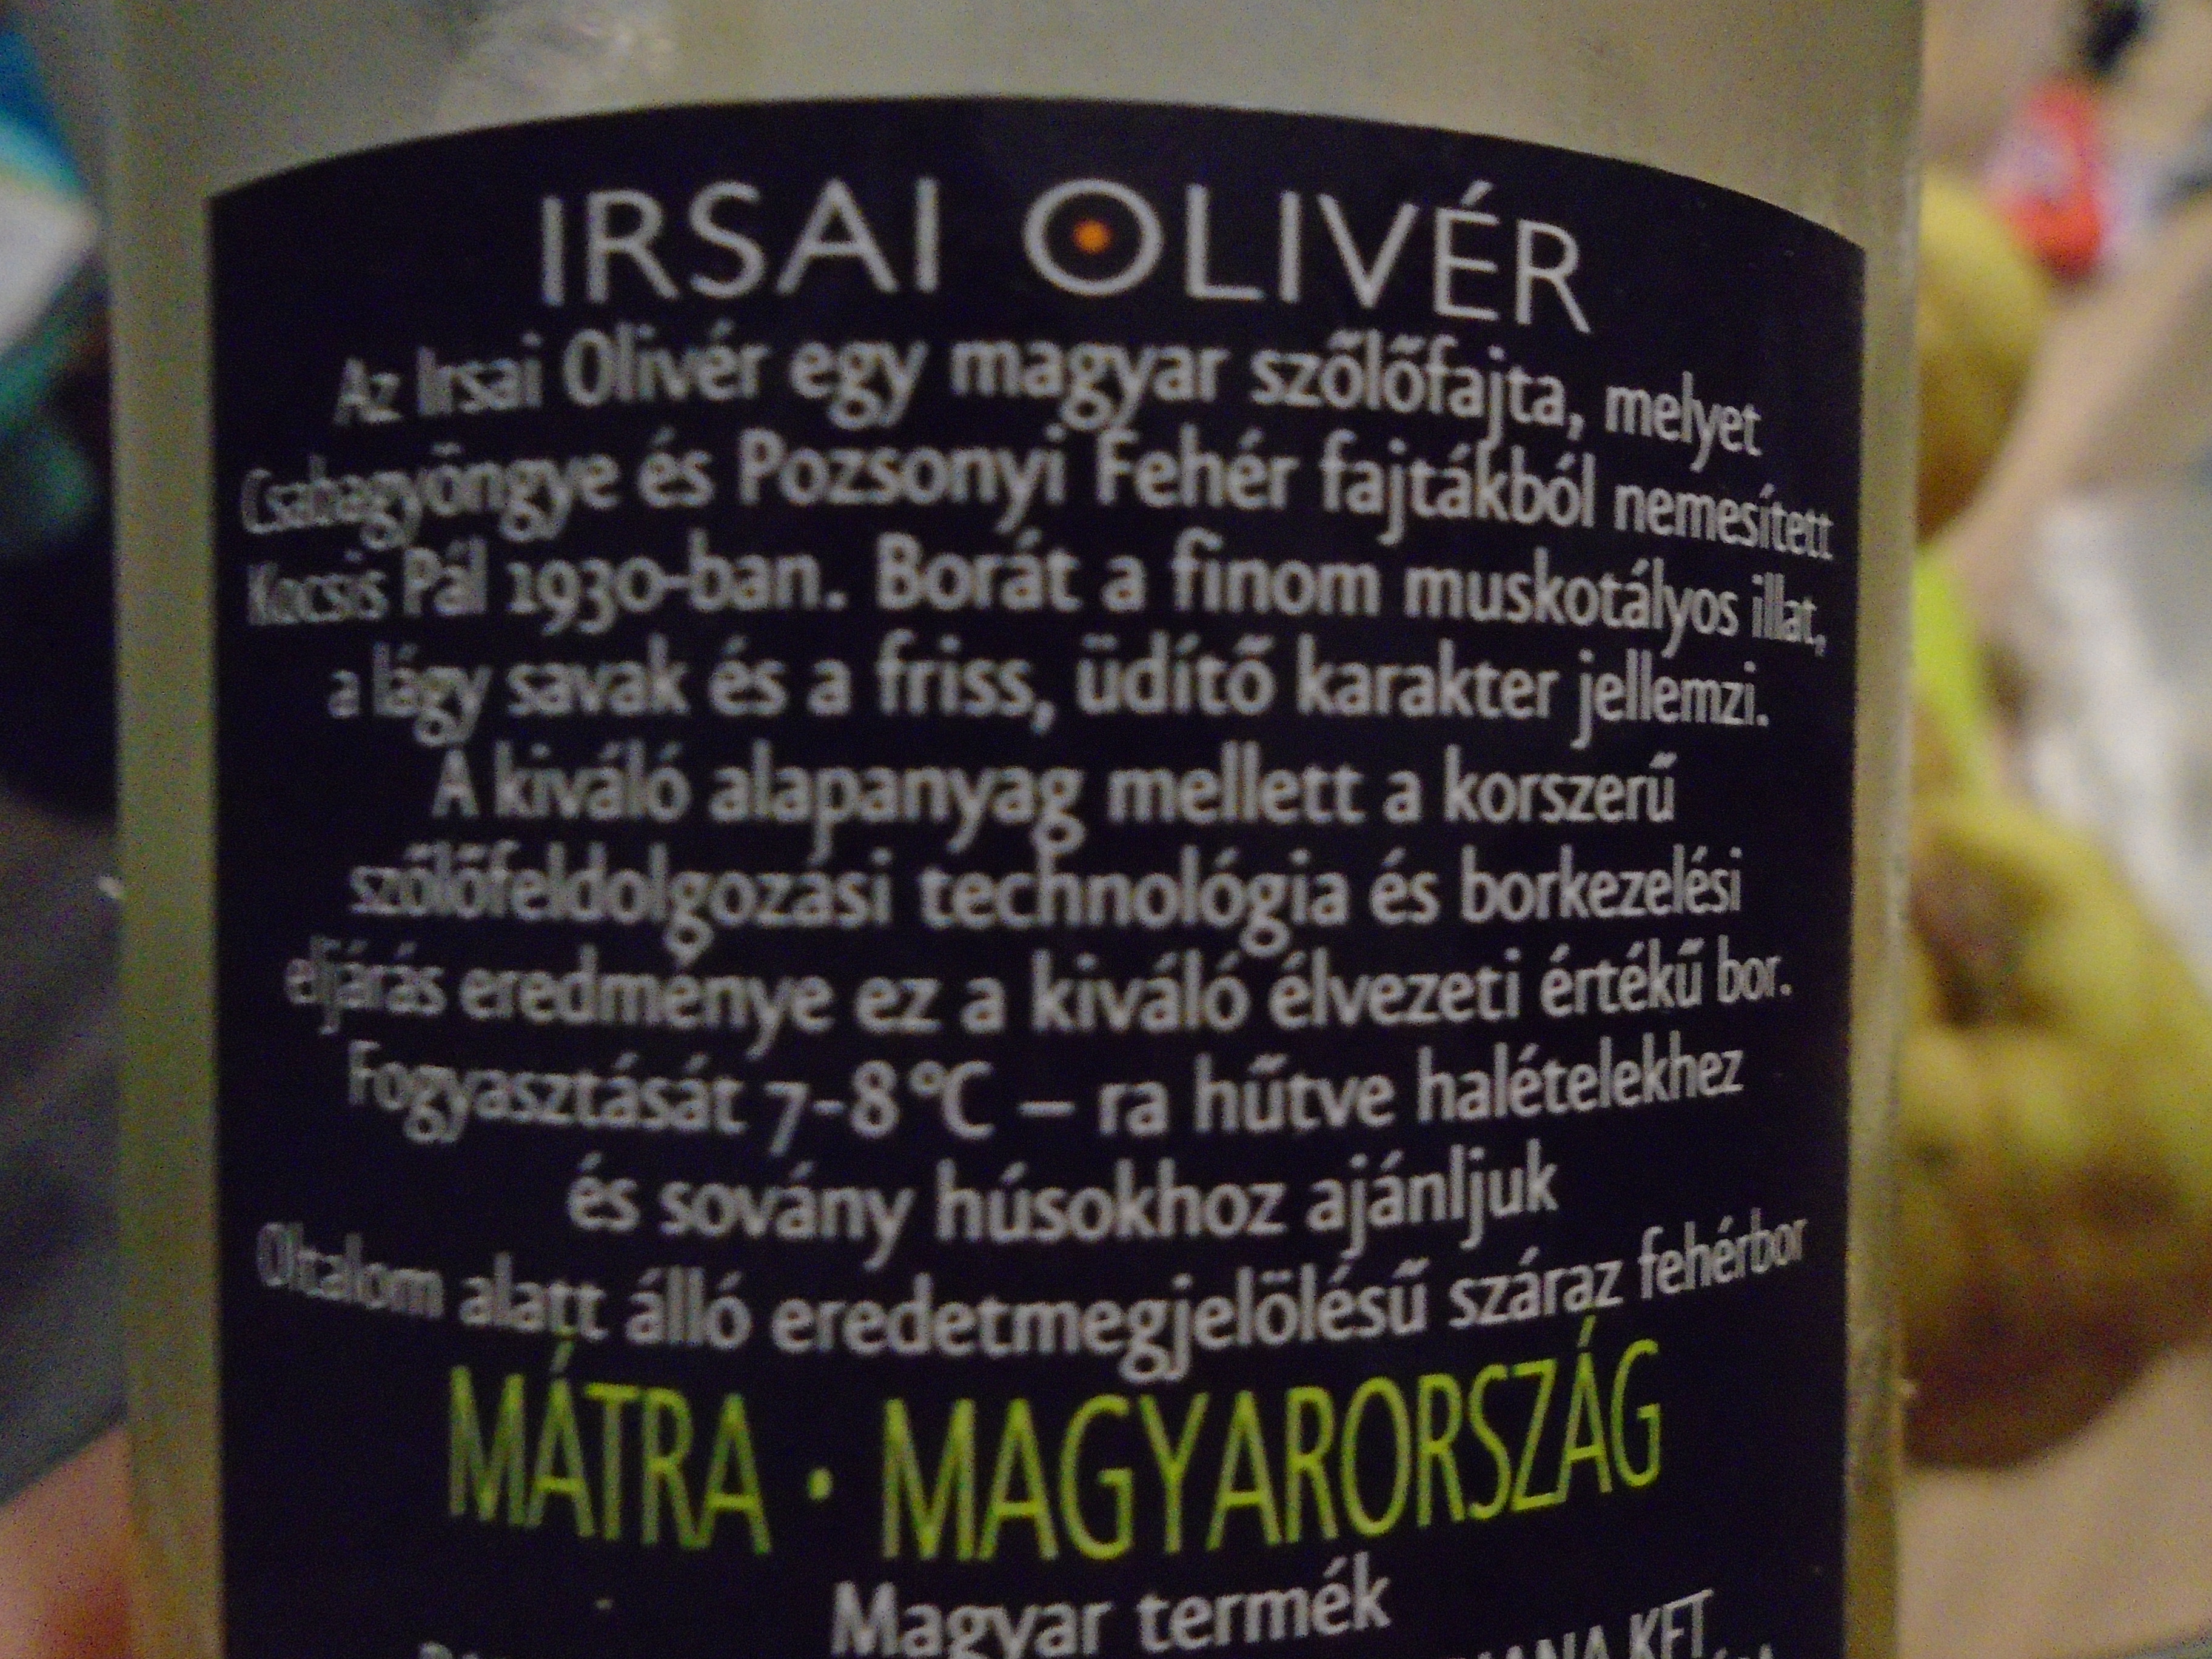 IRSAI OLIVÉR
Az Irsai Olivér egy magyar szőlőfajta, melyet
Csabagyöngye és Pozsonyi Fehér fajtákból nemesített
Kocsis Pál 1930-ban. Borát a finom muskotályos illat,
a lágy savak és a friss, üdítő karakter jellemzi.
A kiváló alapanyag mellett a korszerű
szőlőfeldolgozási technológia és borkezelési
eljárás eredménye ez a kiváló élvezeti értékű bor.
Fogyasztását 7-8 °C – ra hűtve halételekhez
és sovány húsokhoz ajánljuk
Oltalom alatt álló eredetmegjelölésű száraz fehérbor
MÁTRA · MAGYARORSZÁG
Magyar termék